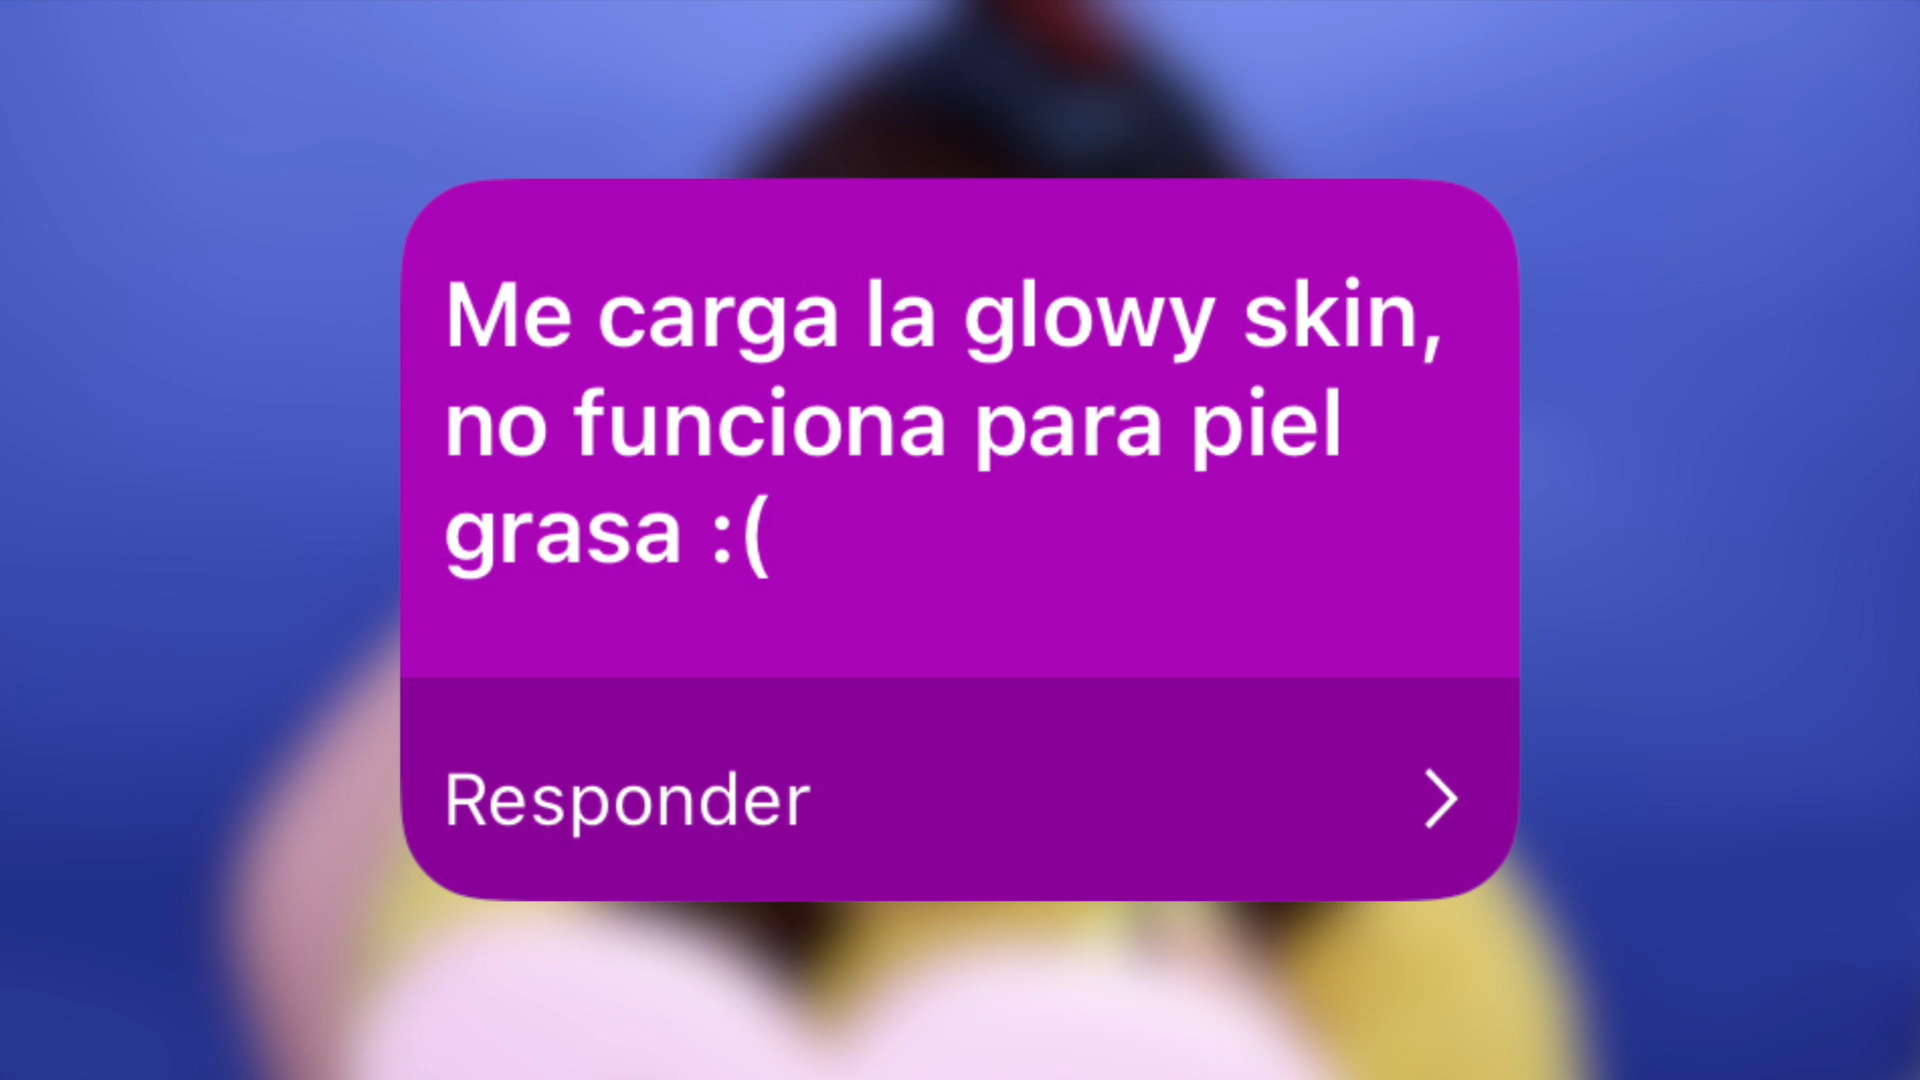 Me carga la glowy skin,
no funciona para piel
grasa :(
Responder